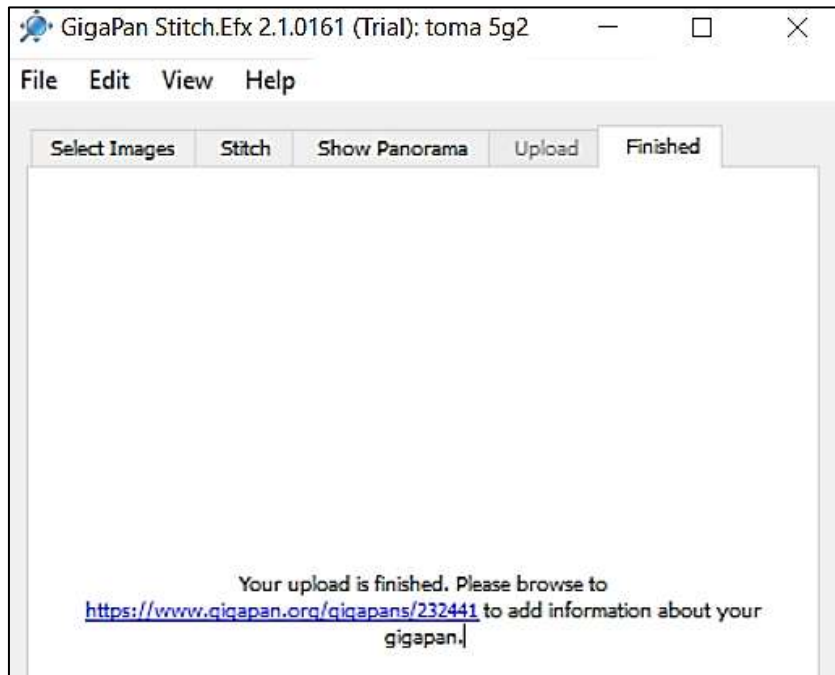 GigaPan Stitch.Efx 2.1.0161 (Trial): toma 5g2
File Edit View Help
Select Images Stitch Show Panorama Upload Finished
Your upload is finished. Please browse to
https://www.gigapan.org/gigapans/232441 to add information about your
gigapan.